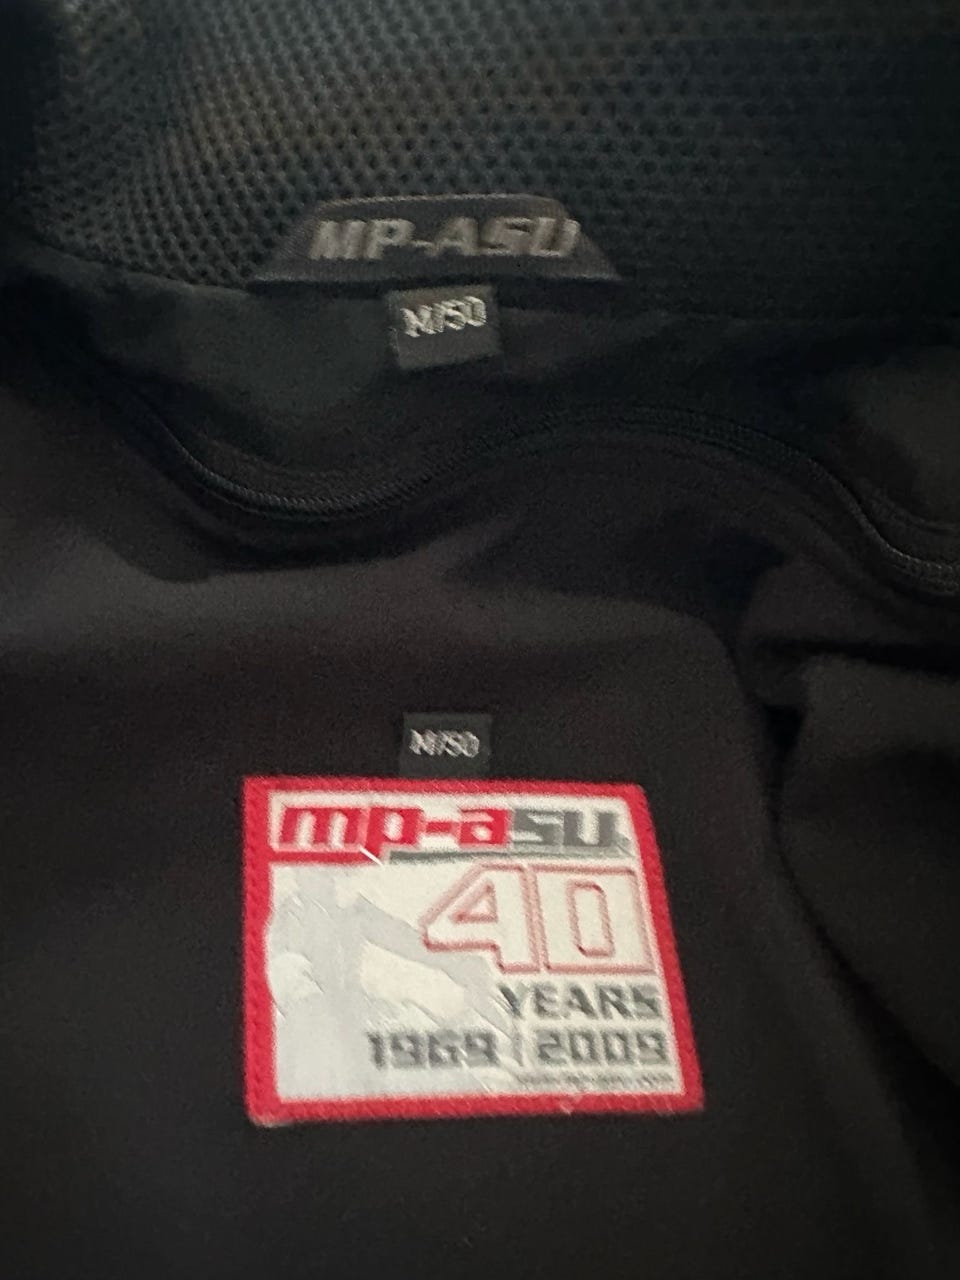 MP-ASU
M/50
M/50
mp-asu
40
YEARS
1969 2009